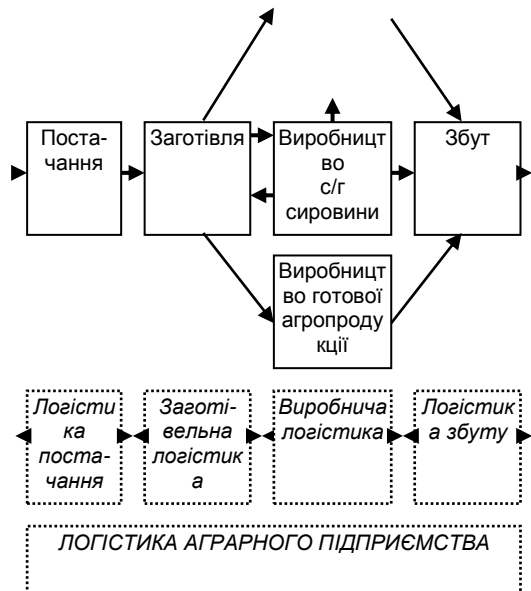 Поста-
чання
Заготівля
Виробницт
во
с/г
сировини
Збут
Виробницт
во готової
агропроду
кції
Логісти
ка
поста-
чання
Заготі-
вельна
логістик
а
Виробнича
логістика
Логістик
а збуту
ЛОГІСТИКА АГРАРНОГО ПІДПРИЄМСТВА